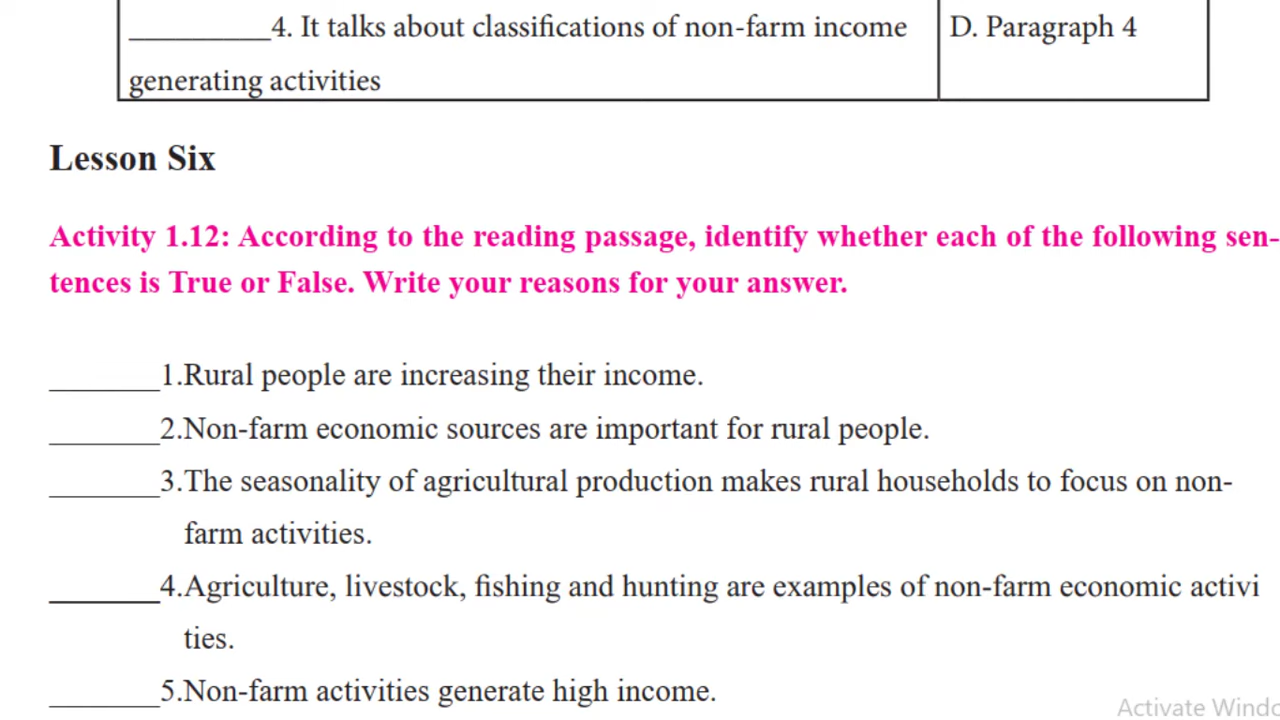 __________4. It talks about classifications of non-farm income
D. Paragraph 4
generating activities
Lesson Six
Activity 1.12: According to the reading passage, identify whether each of the following sen-
tences is True or False. Write your reasons for your answer.
________1.Rural people are increasing their income.
________2.Non-farm economic sources are important for rural people.
________3.The seasonality of agricultural production makes rural households to focus on non-
farm activities.
________4.Agriculture, livestock, fishing and hunting are examples of non-farm economic activi
ties.
________5.Non-farm activities generate high income.
Activate